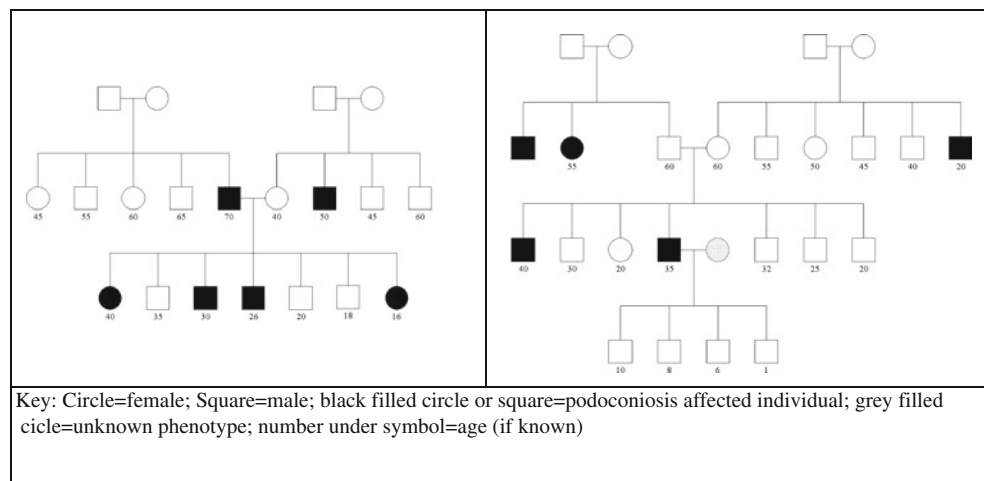 55 60 60 55 50 45 40 20
45 55 60 65 70 40 50 45 60
40 30 20 35 32 25 20
40 35 30 26 20 18 16
10 8 6 1
Key: Circle=female; Square=male; black filled circle or square=podoconiosis affected individual; grey filled
cicle=unknown phenotype; number under symbol=age (if known)